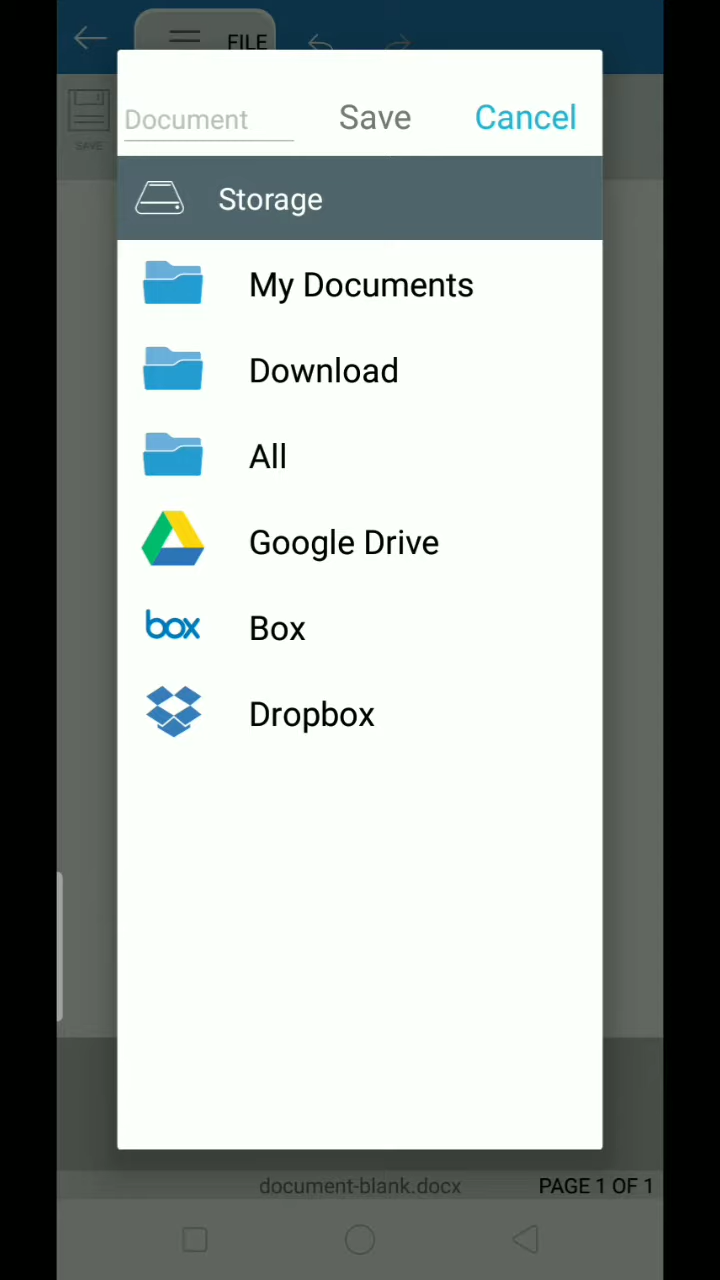 FILE
SAVE
Document
Save
Cancel
Storage
My Documents
Download
All
Google Drive
box
Box
Dropbox
document-blank.docx
PAGE 1 OF 1